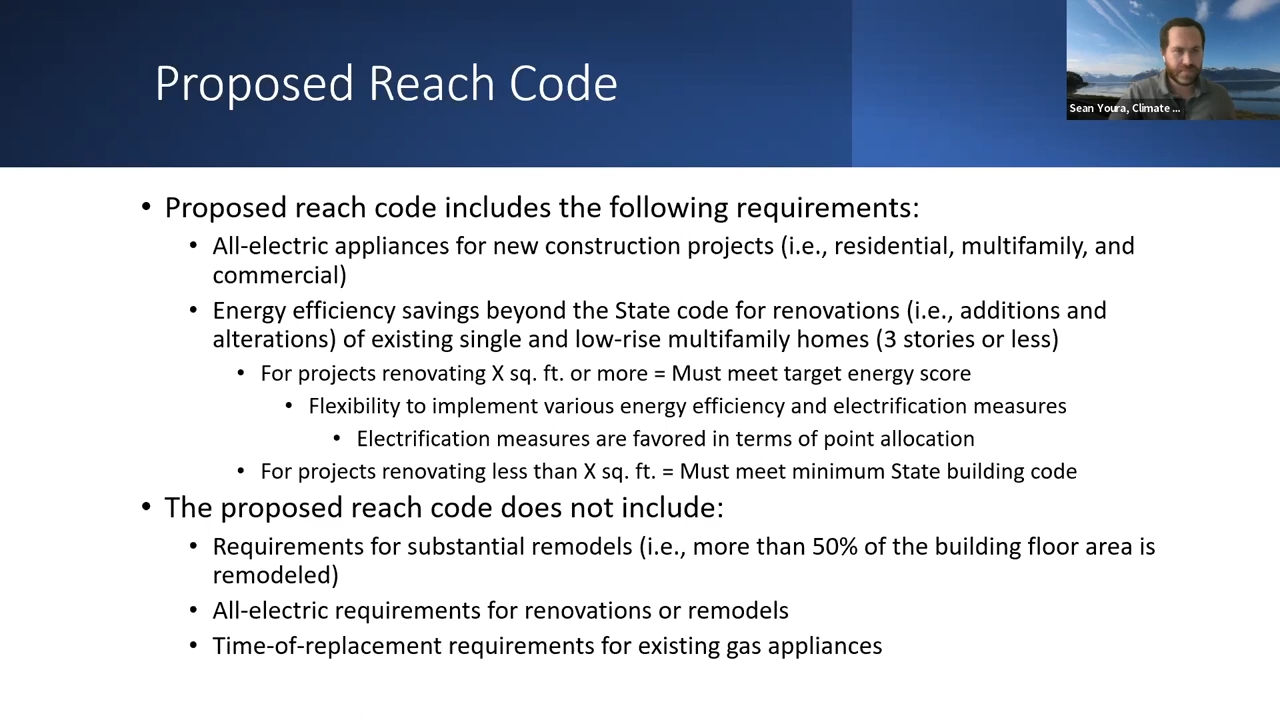 Proposed Reach Code
Sean Youra, Climate ...
• Proposed reach code includes the following requirements:
• All-electric appliances for new construction projects (i.e., residential, multifamily, and
commercial)
• Energy efficiency savings beyond the State code for renovations (i.e., additions and
alterations) of existing single and low-rise multifamily homes (3 stories or less)
• For projects renovating X sq. ft. or more = Must meet target energy score
• Flexibility to implement various energy efficiency and electrification measures
• Electrification measures are favored in terms of point allocation
• For projects renovating less than X sq. ft. = Must meet minimum State building code
• The proposed reach code does not include:
• Requirements for substantial remodels (i.e., more than 50% of the building floor area is
remodeled)
• All-electric requirements for renovations or remodels
• Time-of-replacement requirements for existing gas appliances